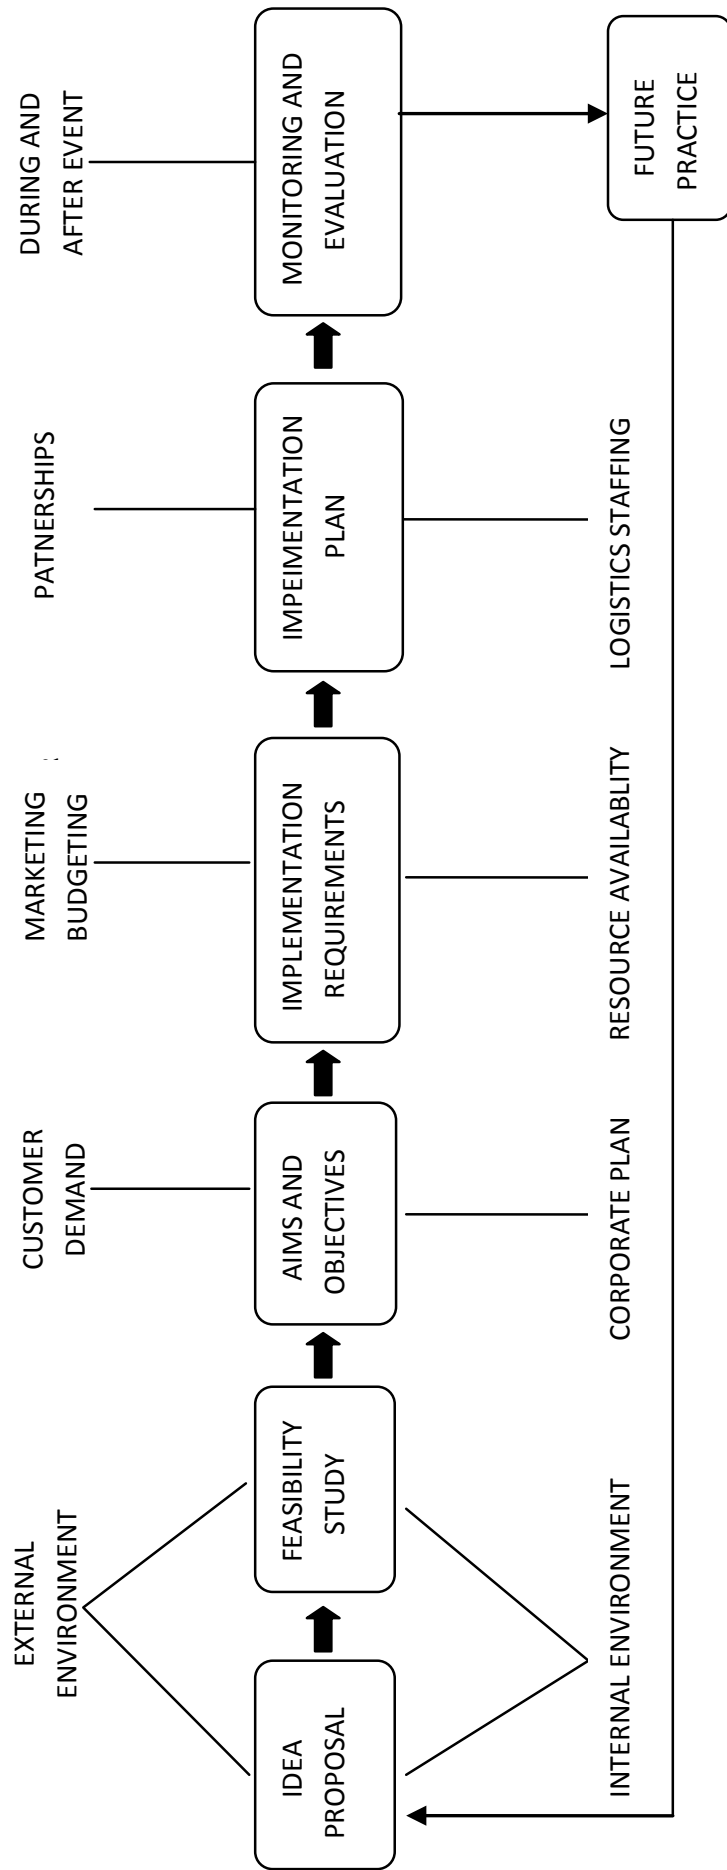 EXTERNAL
ENVIRONMENT
CUSTOMER
DEMAND
MARKETING
BUDGETING
PATNERSHIPS
DURING AND
AFTER EVENT
IDEA
PROPOSAL
FEASIBILITY
STUDY
AIMS AND
OBJECTIVES
IMPLEMENTATION
REQUIREMENTS
IMPEIMENTATION
PLAN
MONITORING AND
EVALUATION
INTERNAL ENVIRONMENT
CORPORATE PLAN
RESOURCE AVAILABLITY
LOGISTICS STAFFING
FUTURE
PRACTICE